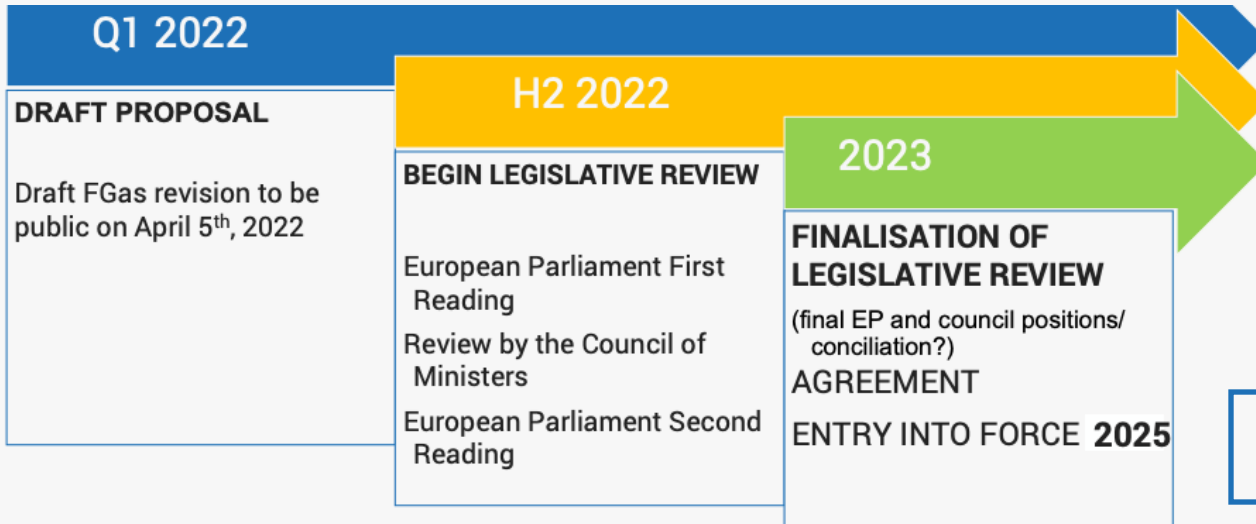 Q1 2022
DRAFT PROPOSAL
Draft FGas revision to be
public on April 5th, 2022
H2 2022
BEGIN LEGISLATIVE REVIEW
European Parliament First
Reading
Review by the Council of
Ministers
European Parliament Second
Reading
2023
FINALISATION OF
LEGISLATIVE REVIEW
(final EP and council positions/
conciliation?)
AGREEMENT
ENTRY INTO FORCE 2025